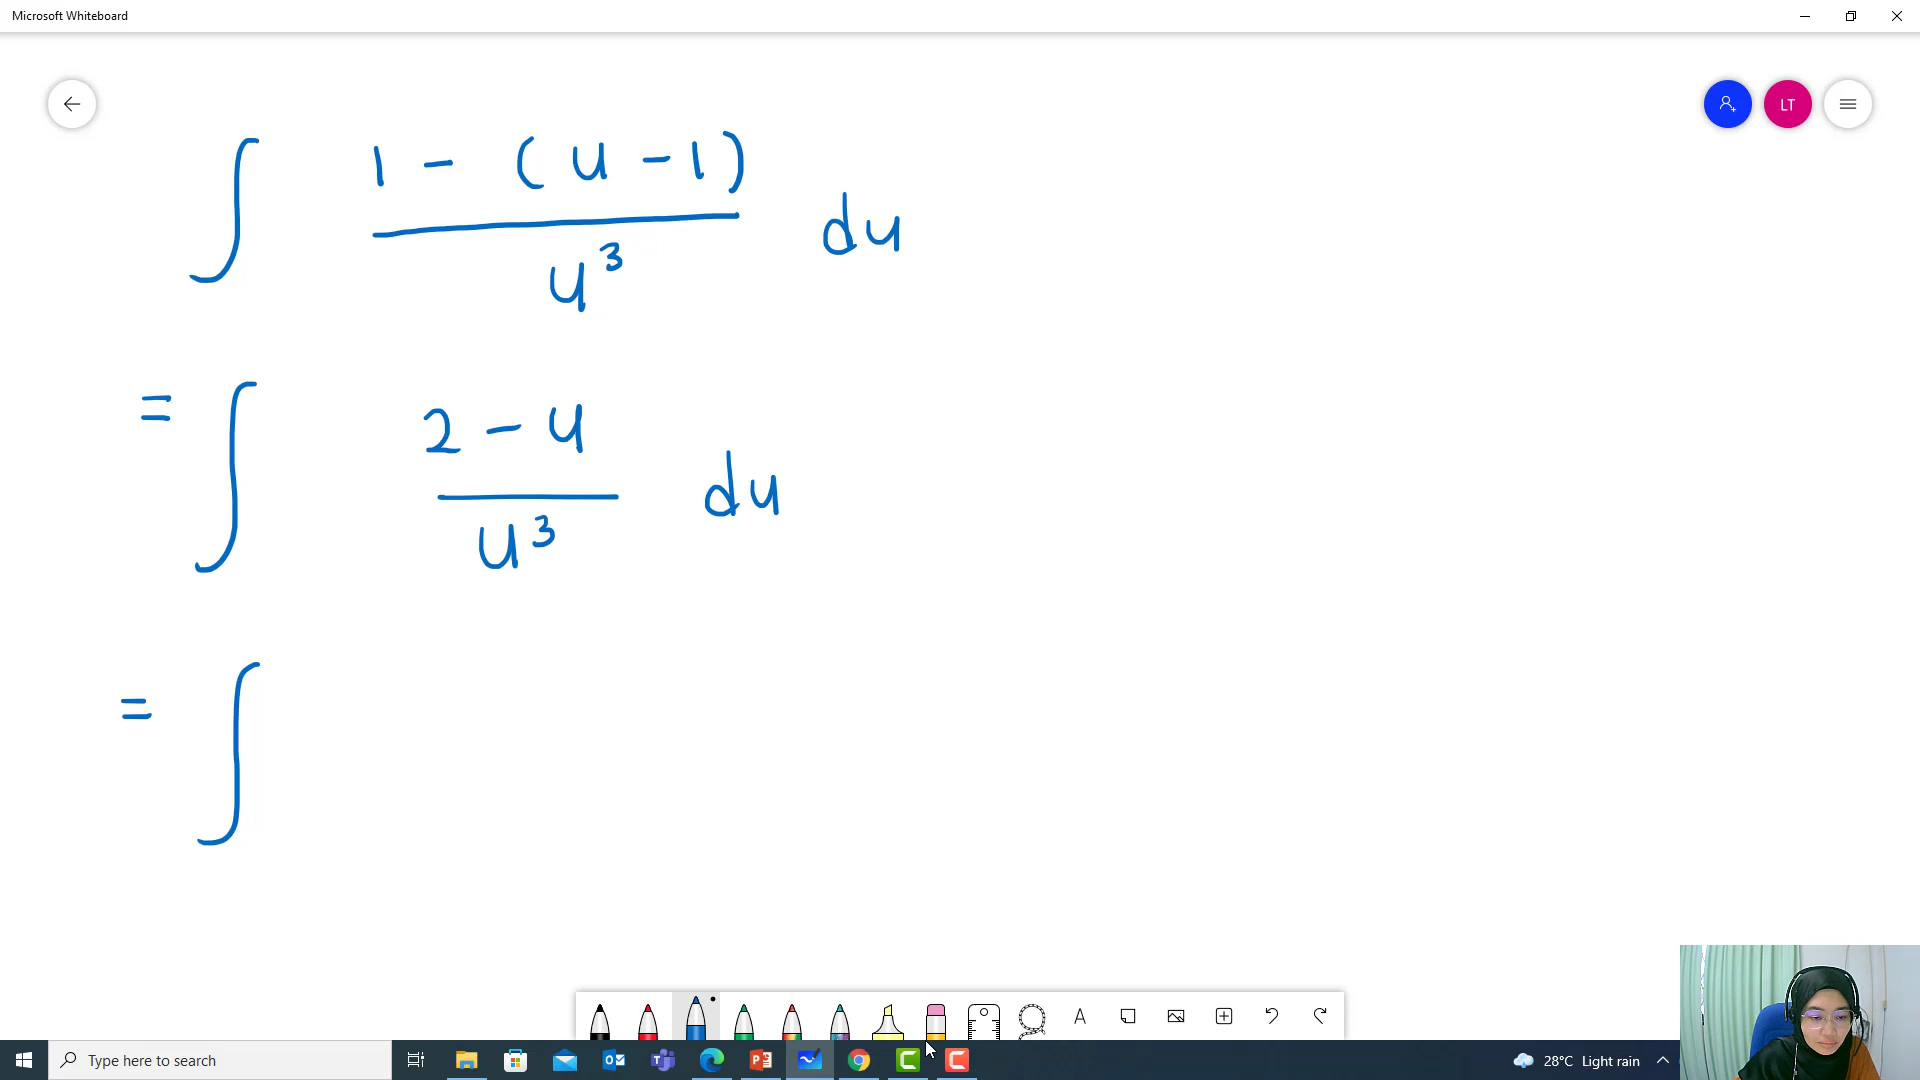 Microsoft Whiteboard
LT
∫ 1 - (u - 1) / u³ du
= ∫ 2 - u / u³ du
= ∫
A
Type here to search
28°C Light rain